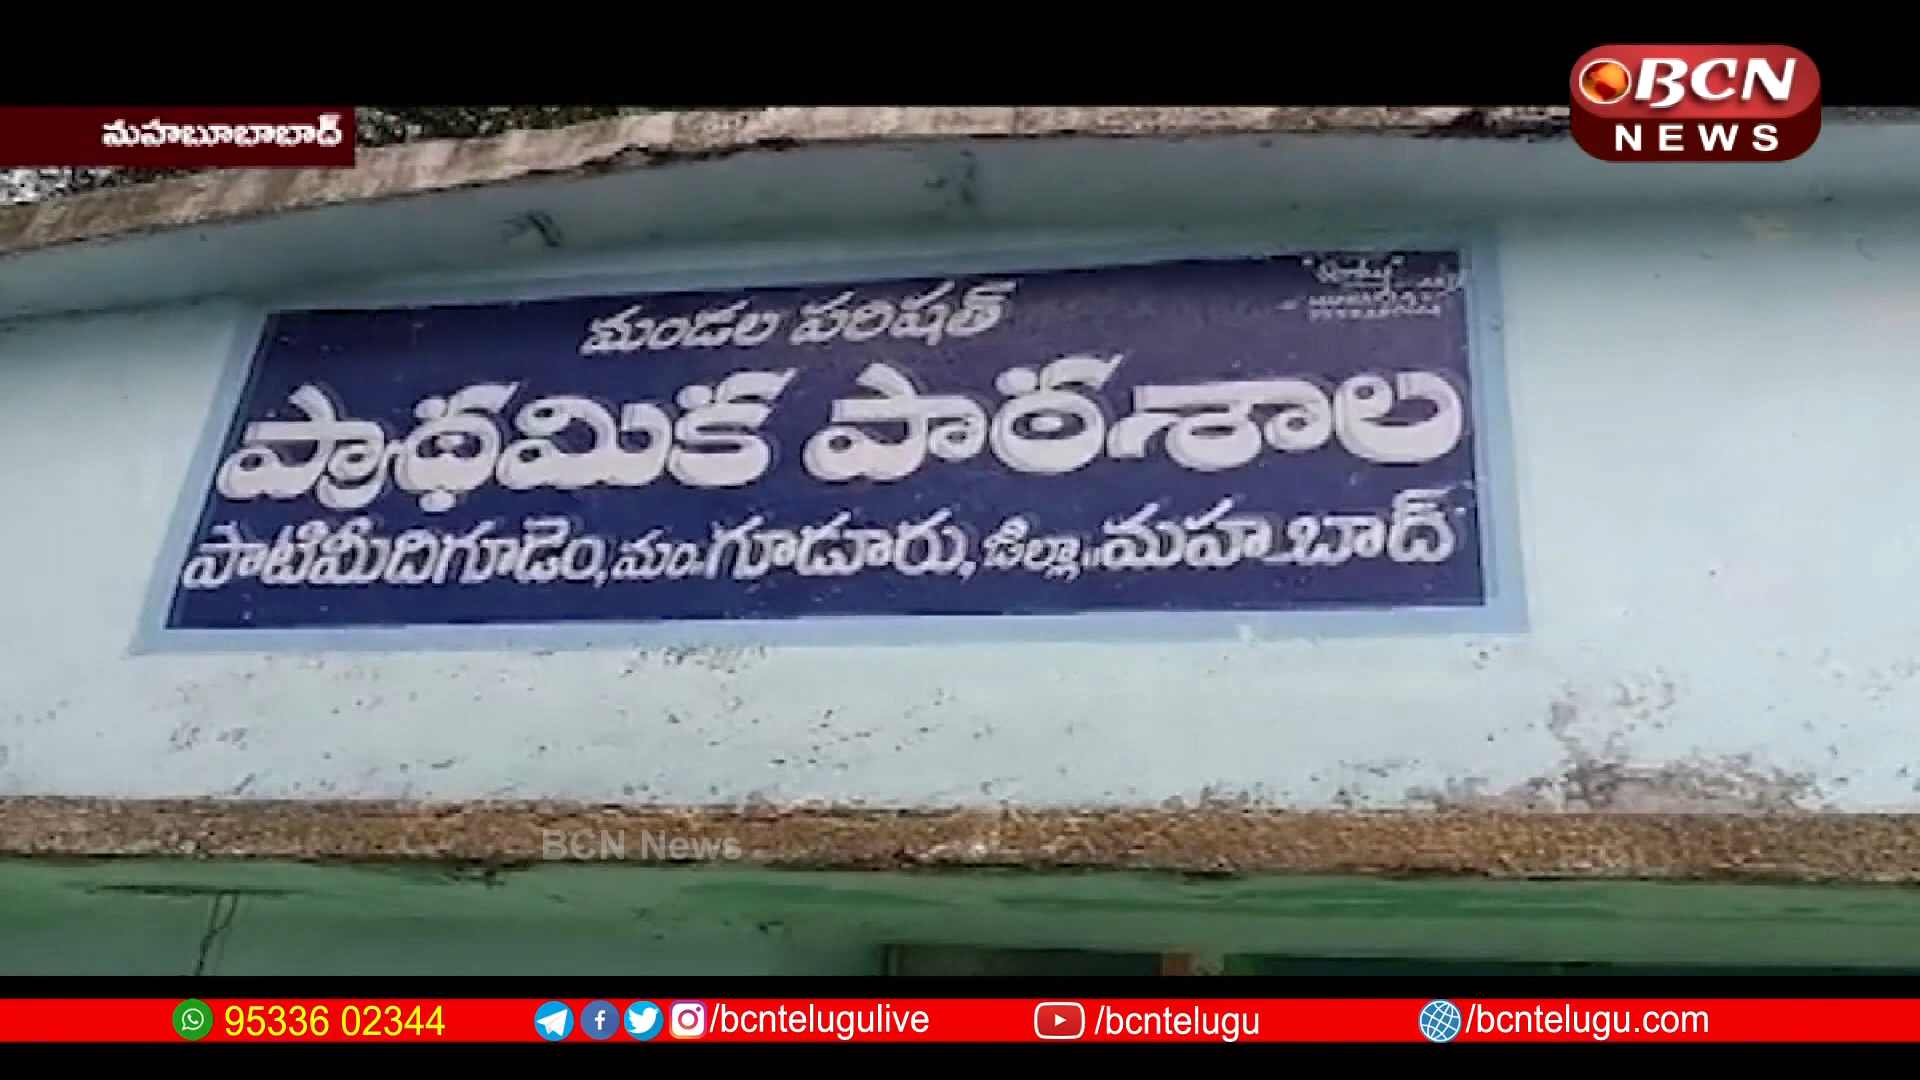 BCN
NEWS
మహబూబాబాద్
మండల పరిషత్
ప్రాథమిక పాఠశాల
పాటిమీదిగూడెం, మం. గూడూరు, జిల్లా॥ మహబాద్
BCN News
95336 02344
/bcntelugulive
/bcntelugu
/bcntelugu.com